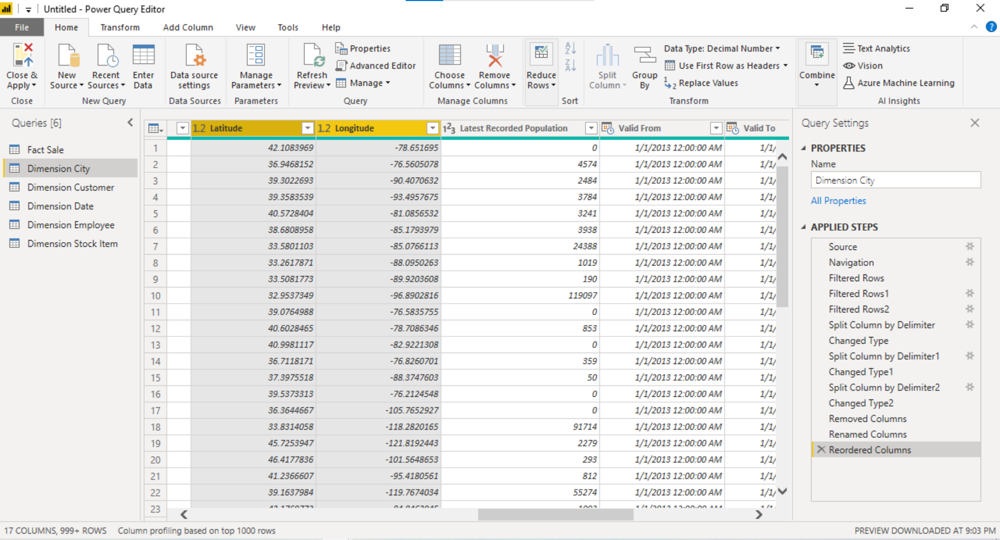 Untitled - Power Query Editor
File Home Transform Add Column View Tools Help
Close & Apply
New Source
Recent Sources
Enter Data
Data source settings
Manage Parameters
Refresh Preview
Properties
Advanced Editor
Manage
Choose Columns
Remove Columns
Reduce Rows
Split Column
Group By
Data Type: Decimal Number
Use First Row as Headers
Replace Values
Combine
Text Analytics
Vision
Azure Machine Learning
Close New Query Data Sources Parameters Query Manage Columns Sort Transform AI Insights
Queries [6]
Fact Sale
Dimension City
Dimension Customer
Dimension Date
Dimension Employee
Dimension Stock Item
1.2 Latitude 1.2 Longitude 123 Latest Recorded Population Valid From Valid To
1 42.1083969 -78.651695 0 1/1/2013 12:00:00 AM 1/1/
2 36.9468152 -76.5605078 4574 1/1/2013 12:00:00 AM 1/1/
3 39.3022693 -90.4070632 2484 1/1/2013 12:00:00 AM 1/1/
4 39.3583539 -93.4957675 3784 1/1/2013 12:00:00 AM 1/1/
5 40.5728404 -81.0856532 3241 1/1/2013 12:00:00 AM 1/1/
6 38.6808958 -85.1793979 3938 1/1/2013 12:00:00 AM 1/1/
7 33.5801103 -85.0766113 24388 1/1/2013 12:00:00 AM 1/1/
8 33.2617871 -88.0950263 1019 1/1/2013 12:00:00 AM 1/1/
9 33.5081773 -89.9203608 190 1/1/2013 12:00:00 AM 1/1/
10 32.9537349 -96.8902816 119097 1/1/2013 12:00:00 AM 1/1/
11 39.0764988 -76.5835755 0 1/1/2013 12:00:00 AM 1/1/
12 40.6028465 -78.7086346 853 1/1/2013 12:00:00 AM 1/1/
13 40.9981117 -82.9221308 0 1/1/2013 12:00:00 AM 1/1/
14 36.7118171 -76.8260701 359 1/1/2013 12:00:00 AM 1/1/
15 37.3975518 -88.3747603 50 1/1/2013 12:00:00 AM 1/1/
16 39.5373313 -76.2124548 0 1/1/2013 12:00:00 AM 1/1/
17 36.3644667 -105.7652927 0 1/1/2013 12:00:00 AM 1/1/
18 33.8314058 -118.2820165 91714 1/1/2013 12:00:00 AM 1/1/
19 45.7253947 -121.8192443 2279 1/1/2013 12:00:00 AM 1/1/
20 46.4177836 -101.5648653 293 1/1/2013 12:00:00 AM 1/1/
21 41.2366607 -95.4180561 812 1/1/2013 12:00:00 AM 1/1/
22 39.1637984 -119.7674034 55274 1/1/2013 12:00:00 AM 1/1/
23
Query Settings
PROPERTIES
Name
Dimension City
All Properties
APPLIED STEPS
Source
Navigation
Filtered Rows
Filtered Rows1
Filtered Rows2
Split Column by Delimiter
Changed Type
Split Column by Delimiter1
Changed Type1
Split Column by Delimiter2
Changed Type2
Removed Columns
Renamed Columns
Reordered Columns
17 COLUMNS, 999+ ROWS Column profiling based on top 1000 rows PREVIEW DOWNLOADED AT 9:03 PM